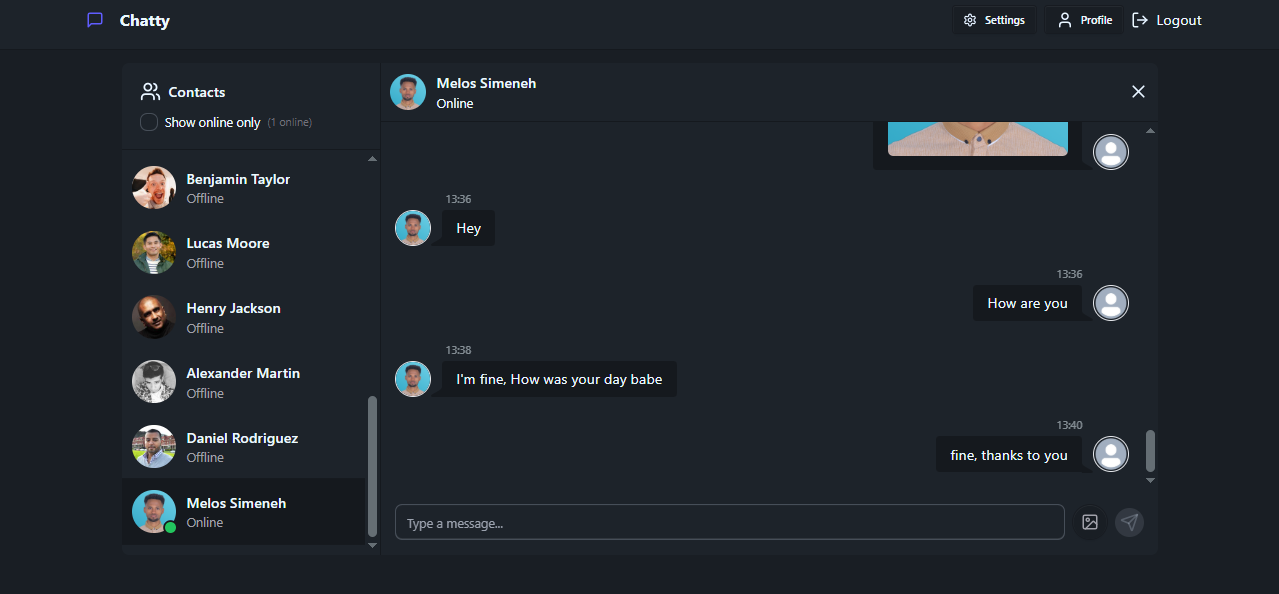 Chatty
Settings
Profile
Logout
Contacts
Show online only (1 online)
Benjamin Taylor
Offline
Lucas Moore
Offline
Henry Jackson
Offline
Alexander Martin
Offline
Daniel Rodriguez
Offline
Melos Simeneh
Online
Melos Simeneh
Online
13:36
Hey
13:36
How are you
13:38
I'm fine, How was your day babe
13:40
fine, thanks to you
Type a message...